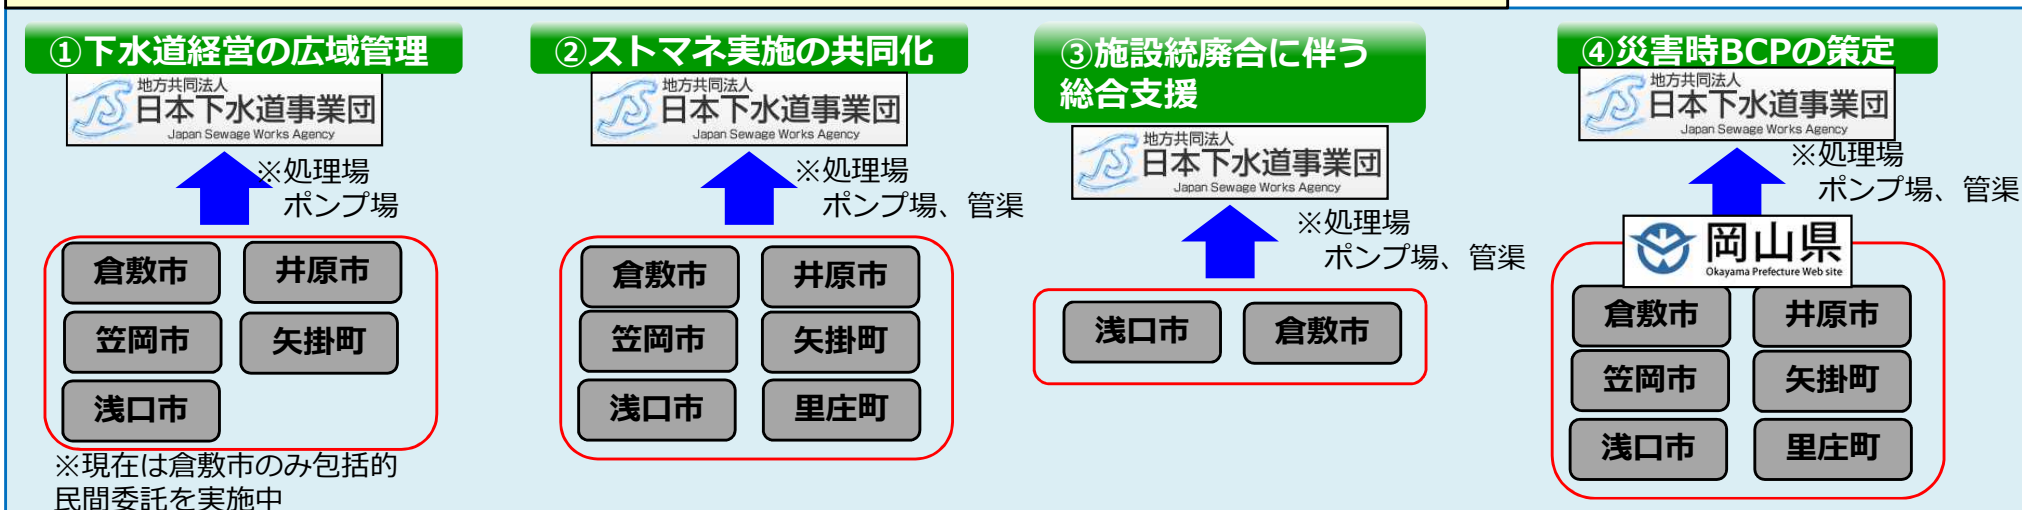 ①下水道経営の広域管理
地方共同法人
日本下水道事業団
Japan Sewage Works Agency
※処理場
ポンプ場
倉敷市
井原市
笠岡市
矢掛町
浅口市
※現在は倉敷市のみ包括的
民間委託を実施中
②ストマネ実施の共同化
地方共同法人
日本下水道事業団
Japan Sewage Works Agency
※処理場
ポンプ場、管渠
倉敷市
井原市
笠岡市
矢掛町
浅口市
里庄町
③施設統廃合に伴う
総合支援
地方共同法人
日本下水道事業団
Japan Sewage Works Agency
※処理場
ポンプ場、管渠
浅口市
倉敷市
④災害時BCPの策定
地方共同法人
日本下水道事業団
Japan Sewage Works Agency
※処理場
ポンプ場、管渠
岡山県
Okayama Prefecture Web site
倉敷市
井原市
笠岡市
矢掛町
浅口市
里庄町